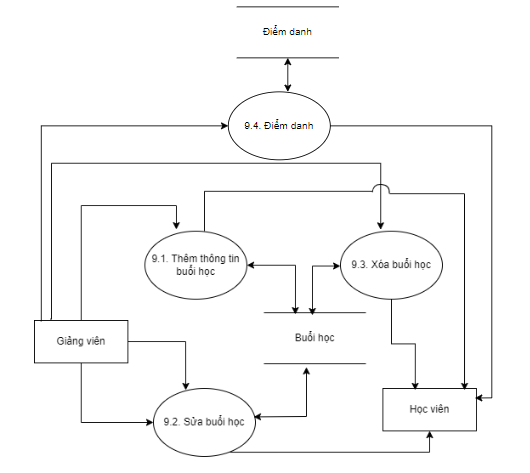 Điểm danh
9.4. Điểm danh
9.1. Thêm thông tin
buổi học
9.3. Xóa buổi học
Giảng viên
Buổi học
9.2. Sửa buổi học
Học viên